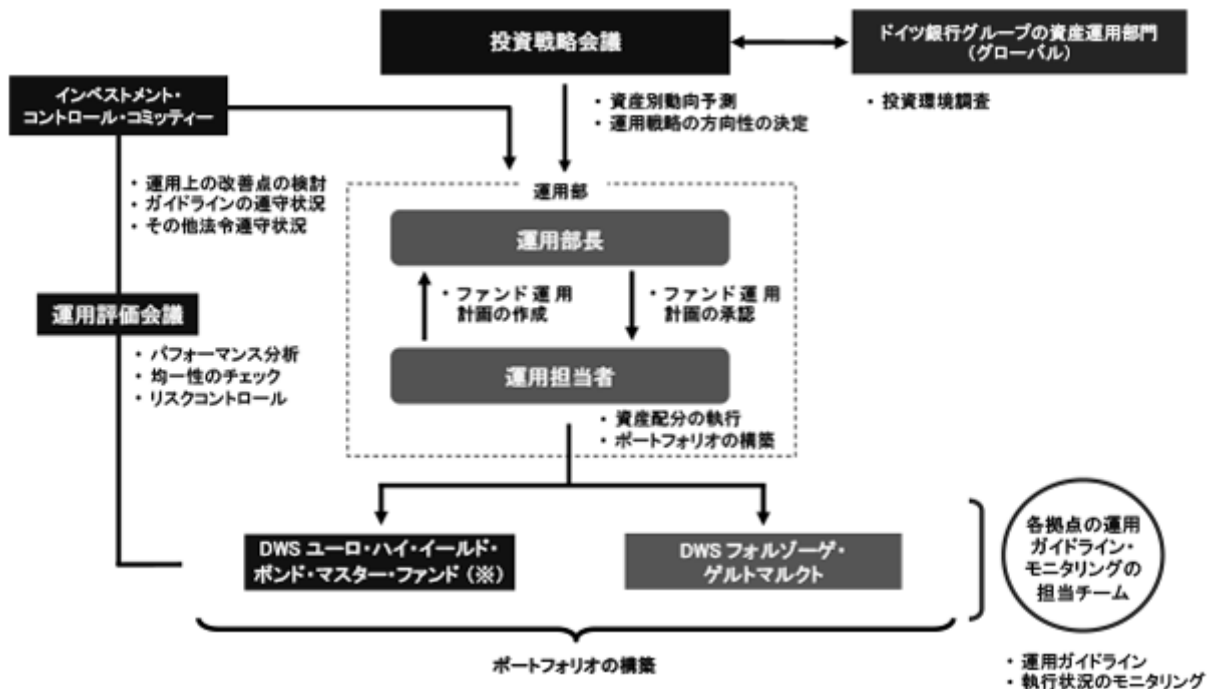 投資戦略会議
ドイツ銀行グループの資産運用部門
(グローバル)
インベストメント・
コントロール・コミッティー
・資産別動向予測
・運用戦略の方向性の決定
・投資環境調査
・運用上の改善点の検討
・ガイドラインの遵守状況
・その他法令遵守状況
運用部
運用部長
・ファンド運用
計画の作成
・ファンド運用
計画の承認
運用評価会議
・パフォーマンス分析
・均一性のチェック
・リスクコントロール
運用担当者
・資産配分の執行
・ポートフォリオの構築
DWS ユーロ・ハイ・イールド・
ボンド・マスター・ファンド(※)
DWS フォルゾーゲ・
ゲルトマルクト
各拠点の運用
ガイドライン・
モニタリングの
担当チーム
ポートフォリオの構築
・運用ガイドライン
・執行状況のモニタリング